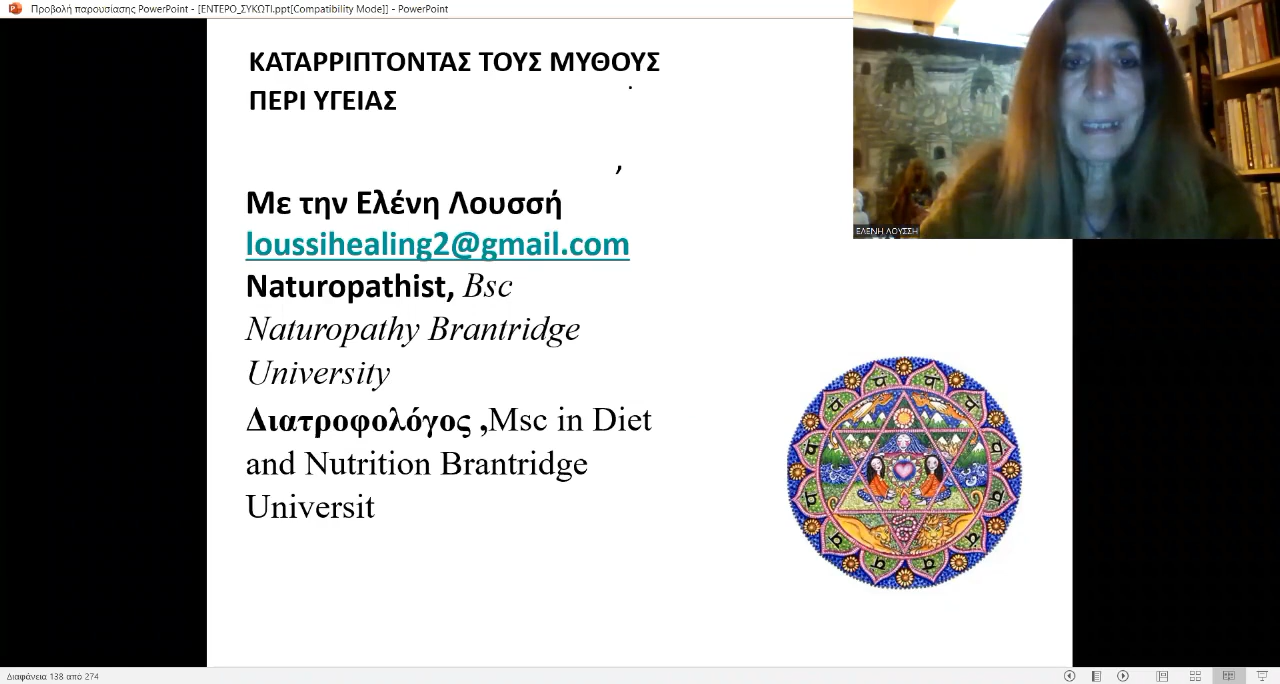 Προβολή παρουσίασης PowerPoint - [ΕΝΤΕΡΟ_ΣΥΚΩΤΙ.ppt[Compatibility Mode]] - PowerPoint
ΚΑΤΑΡΡΙΠΤΟΝΤΑΣ ΤΟΥΣ ΜΥΘΟΥΣ
ΠΕΡΙ ΥΓΕΙΑΣ
.
,
Με την Ελένη Λουσσή
loussihealing2@gmail.com
Naturopathist, Bsc
Naturopathy Brantridge
University
Διατροφολόγος ,Msc in Diet
and Nutrition Brantridge
Universit
ΕΛΕΝΗ ΛΟΥΣΣΗ
Διαφάνεια 138 από 274